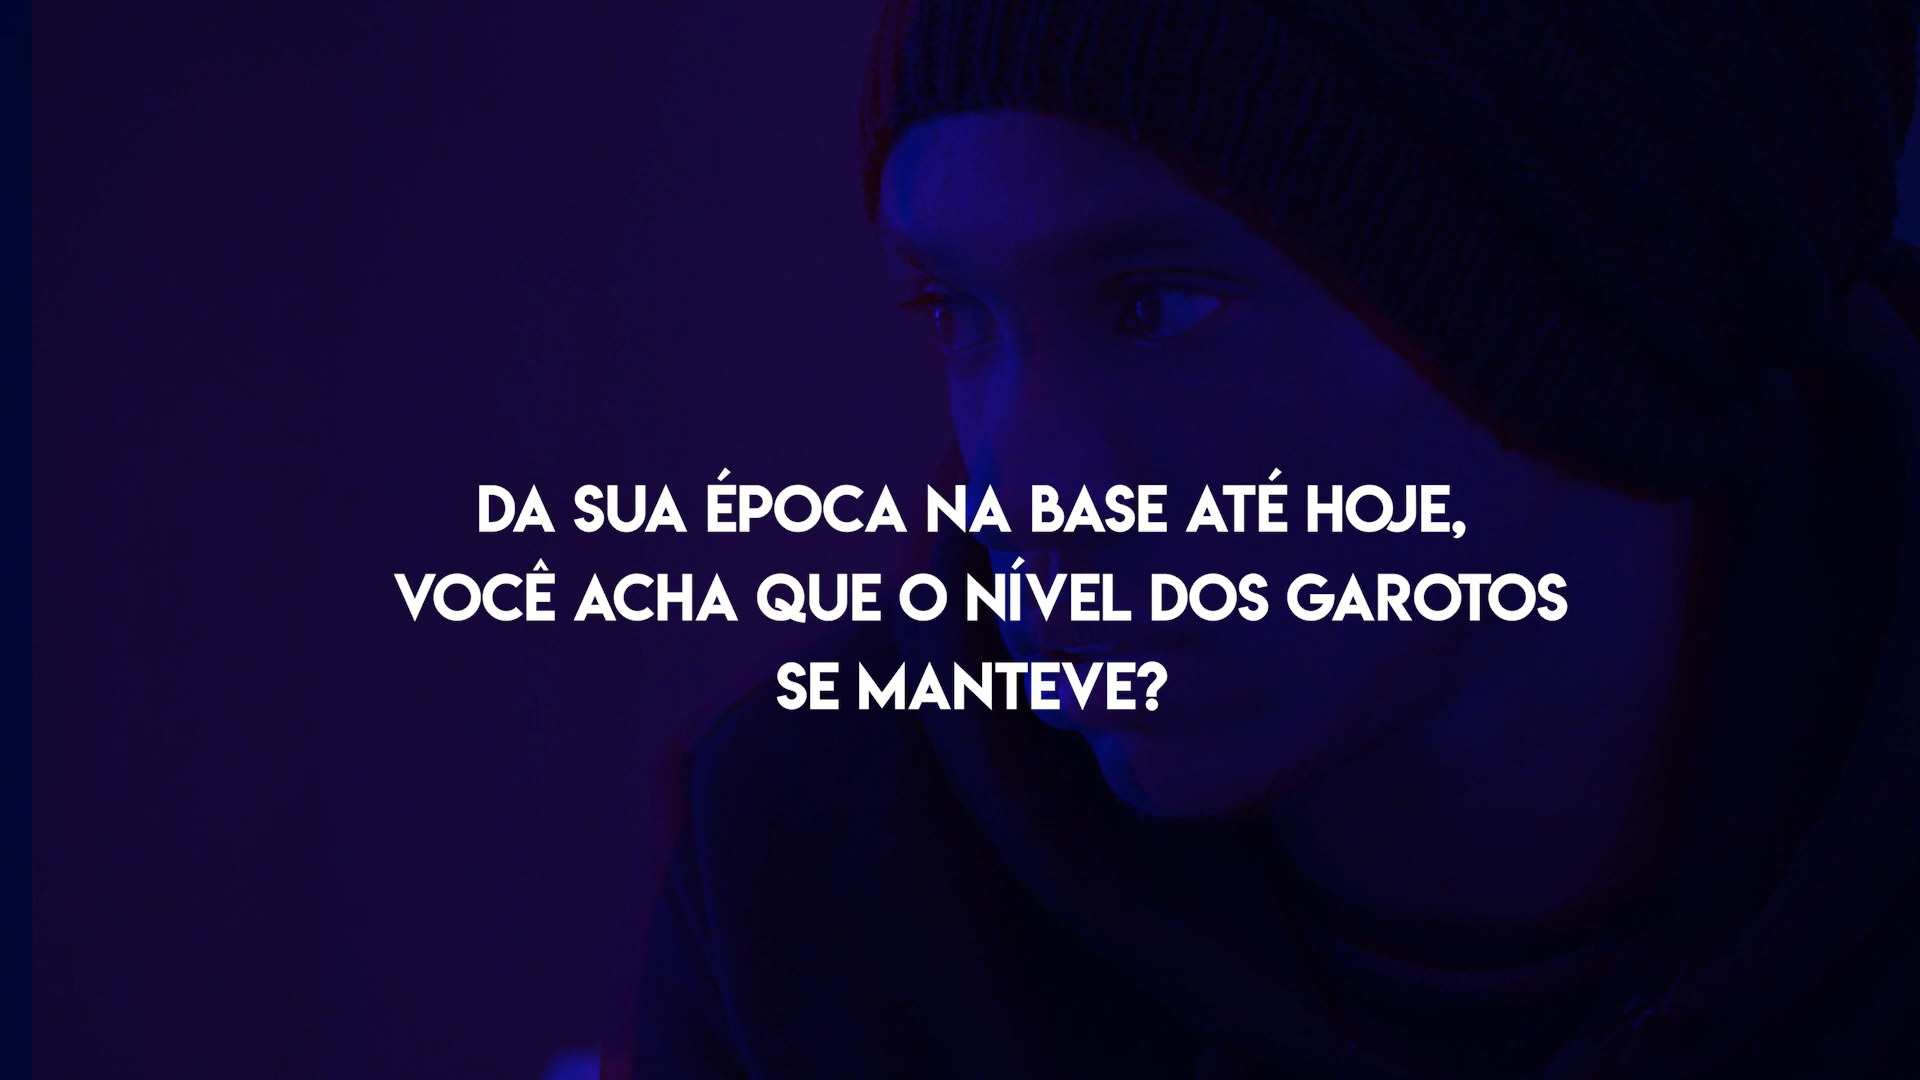 DA SUA ÉPOCA NA BASE ATÉ HOJE,
VOCÊ ACHA QUE O NÍVEL DOS GAROTOS
SE MANTEVE?